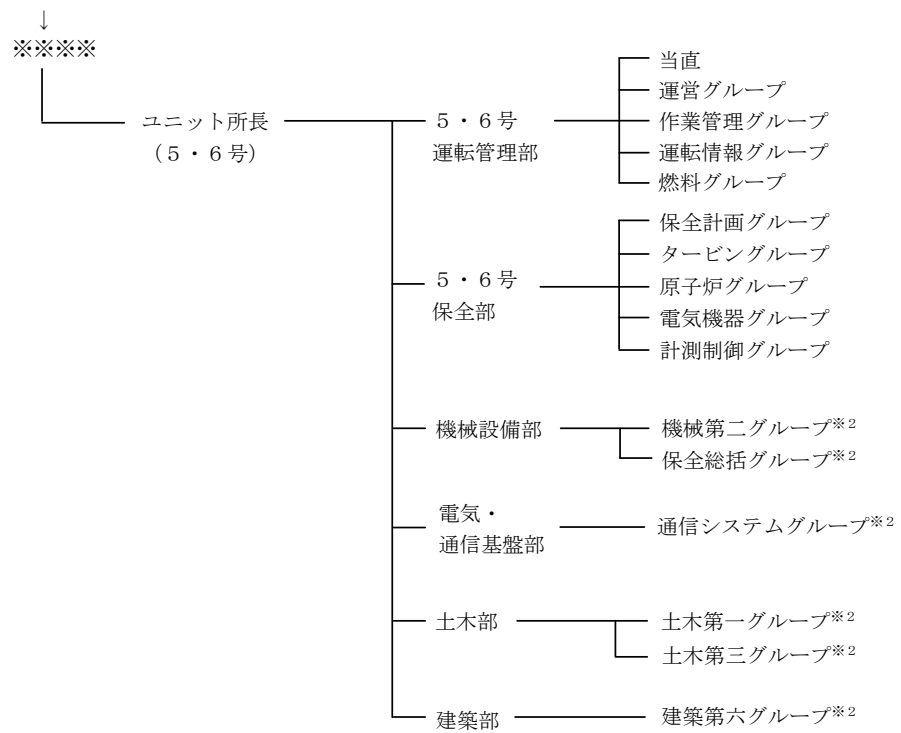 ↓
※※※※
ユニット所長
(5・6号)
5・6号
運転管理部
当直
運営グループ
作業管理グループ
運転情報グループ
燃料グループ
5・6号
保全部
保全計画グループ
タービングループ
原子炉グループ
電気機器グループ
計測制御グループ
機械設備部
機械第二グループ※2
保全総括グループ※2
電気・
通信基盤部
通信システムグループ※2
土木部
土木第一グループ※2
土木第三グループ※2
建築部
建築第六グループ※2